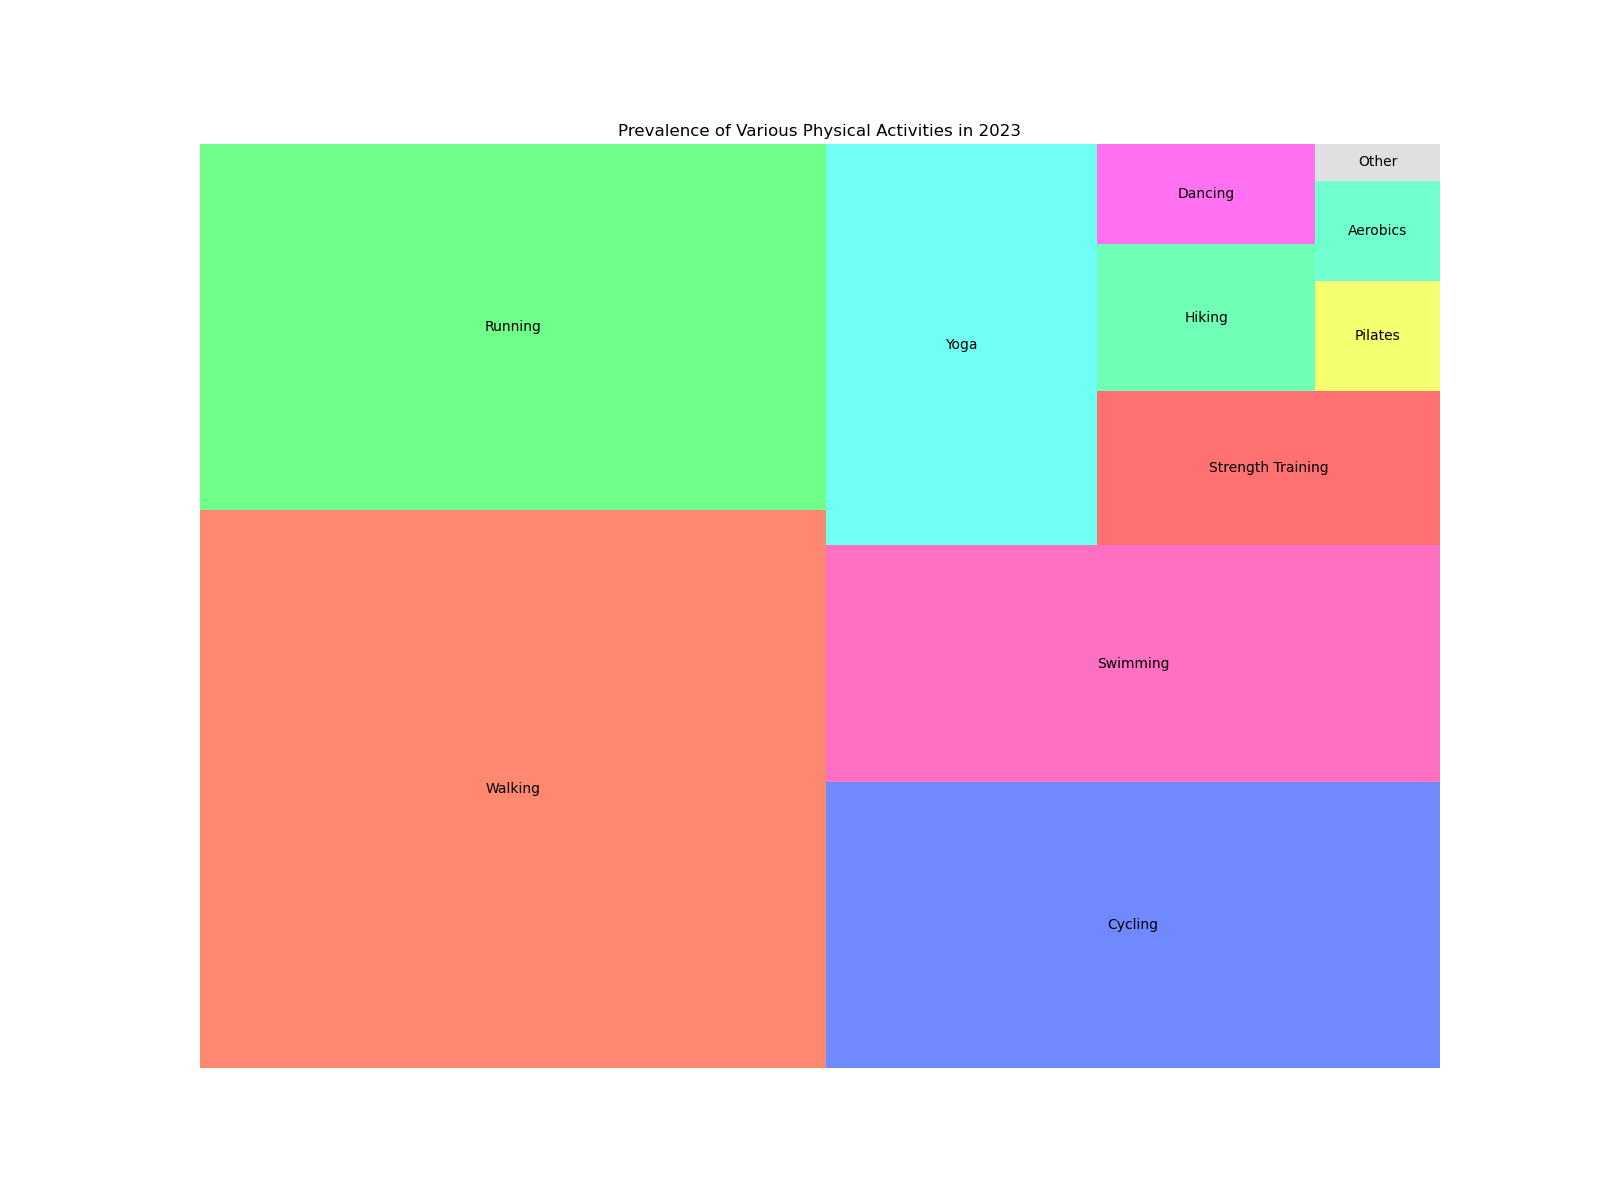 Prevalence of Various Physical Activities in 2023
Other
Dancing
Aerobics
Hiking
Running
Pilates
Yoga
Strength Training
Swimming
Walking
Cycling